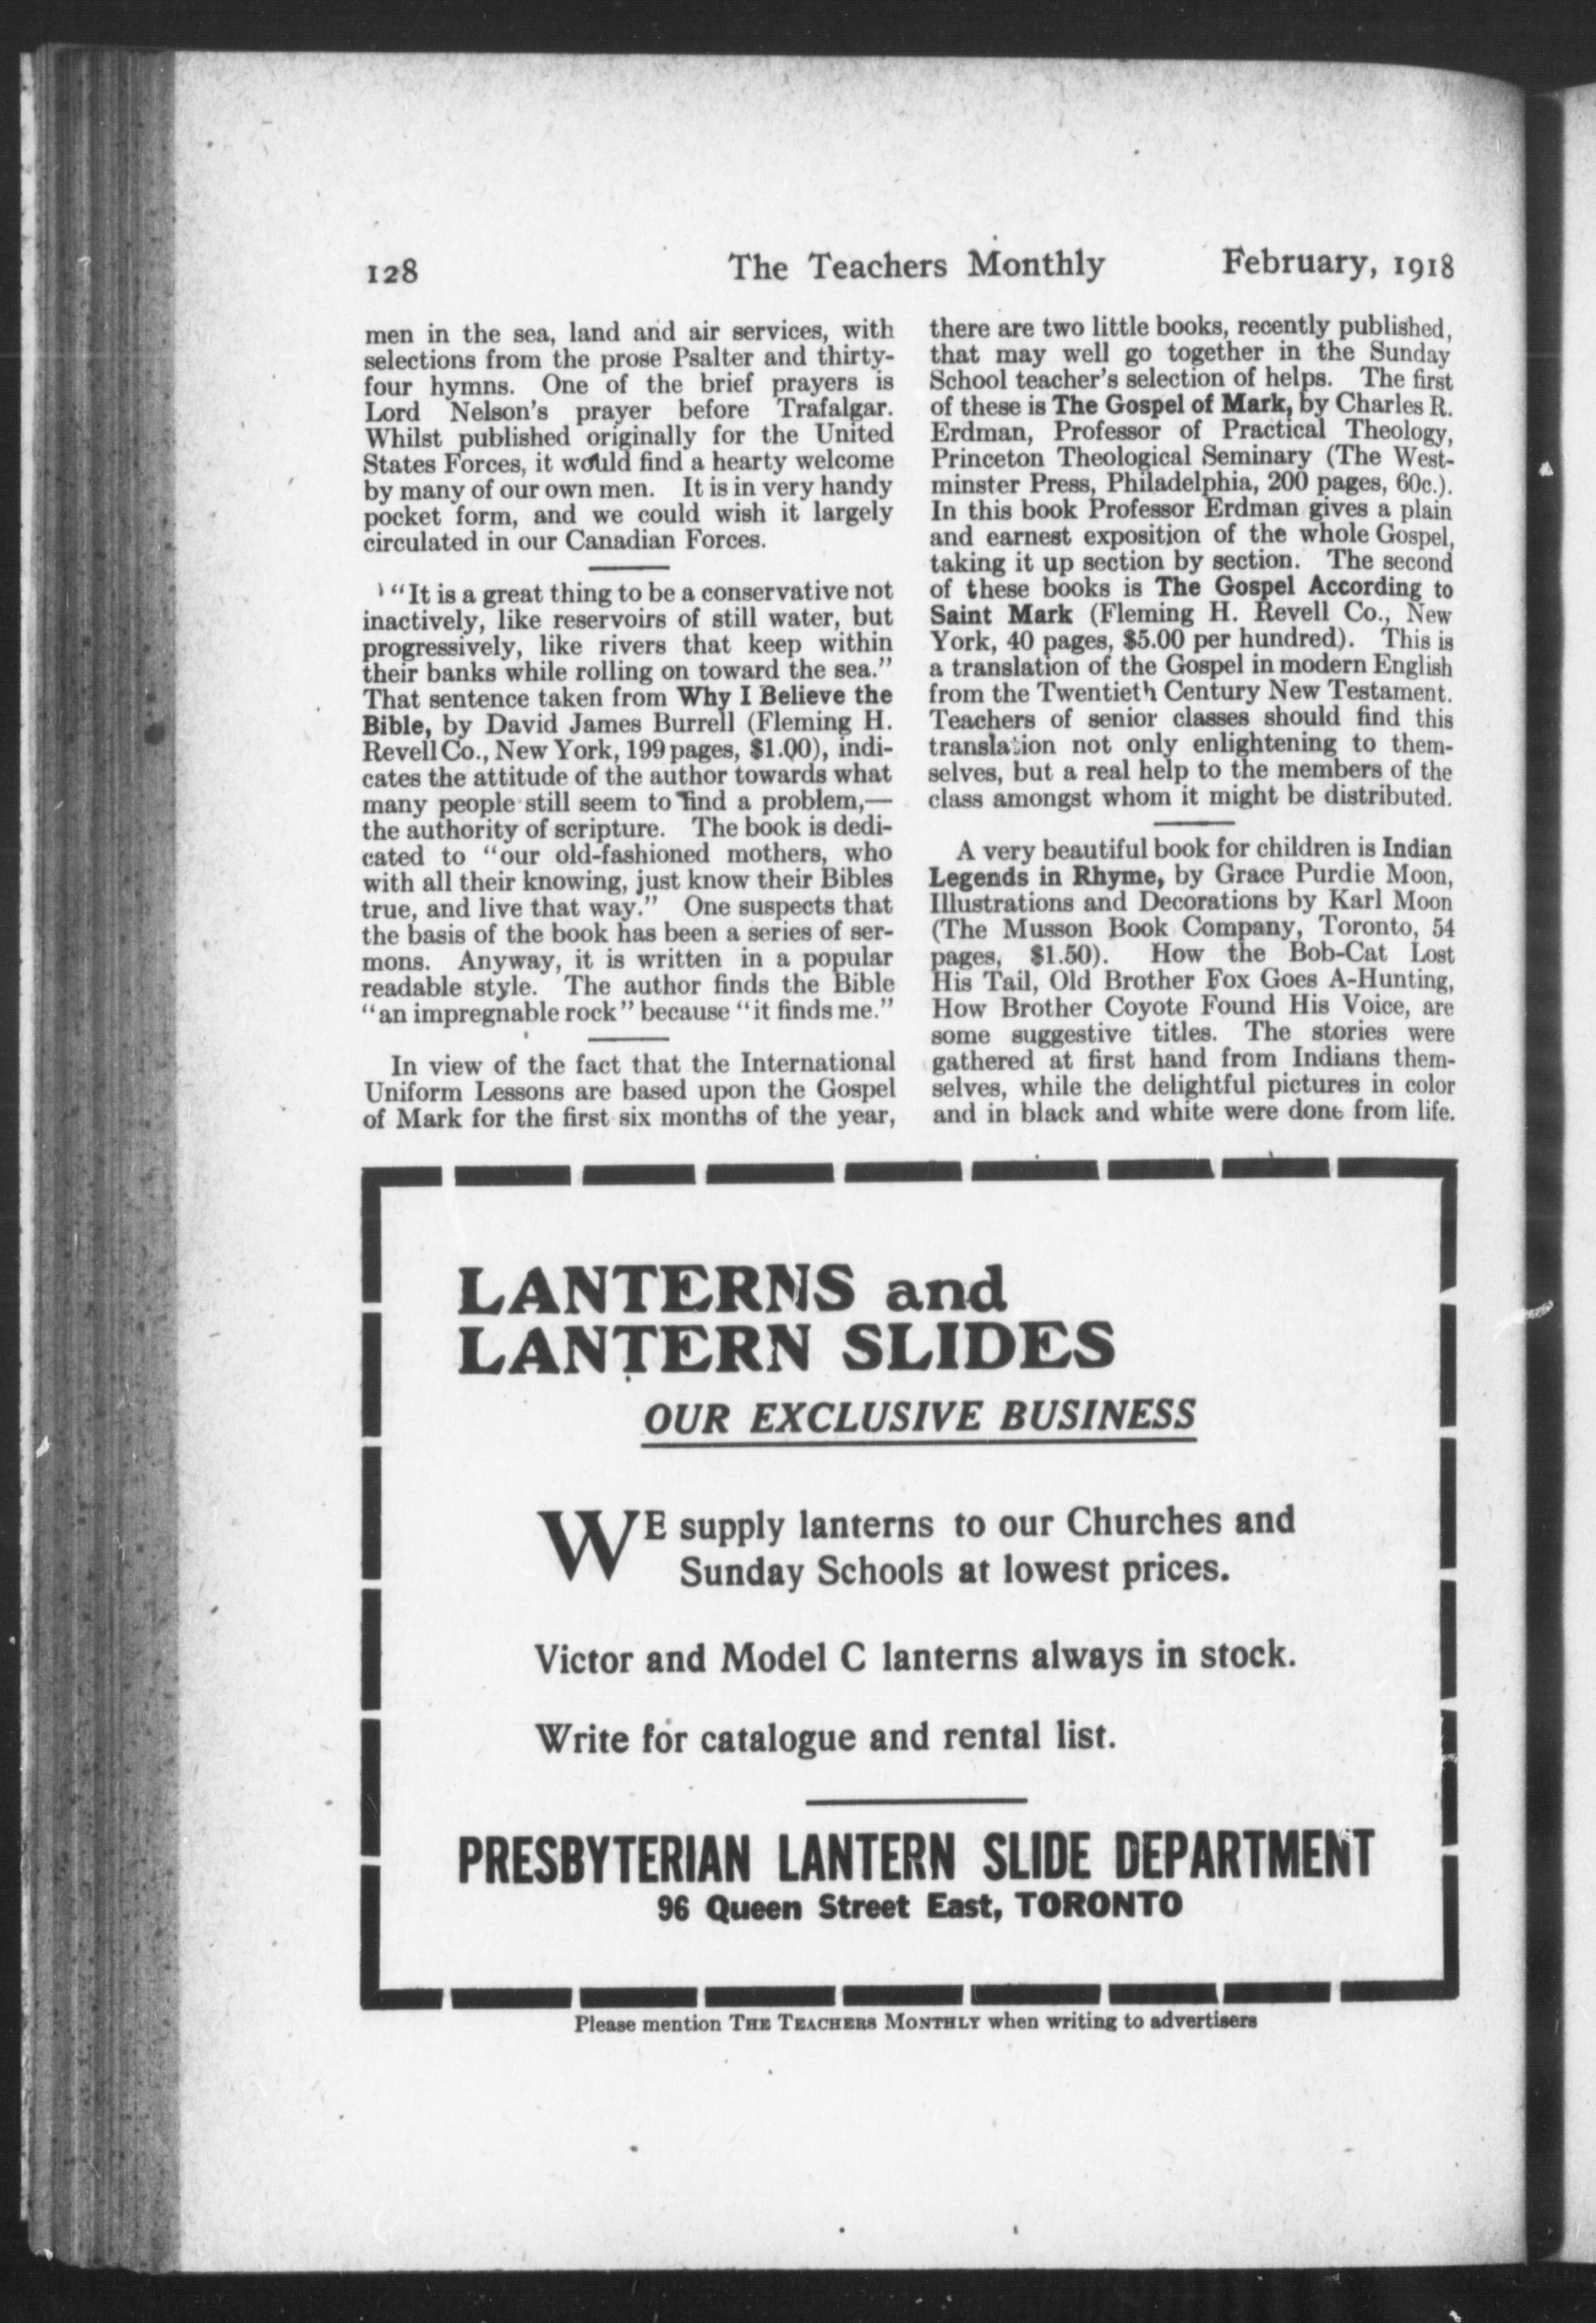 128 The Teachers Monthly February, 1918
men in the sea, land and air services, with
selections from the prose Psalter and thirty-
four hymns. One of the brief prayers is
Lord Nelson's prayer before Trafalgar.
Whilst published originally for the United
States Forces, it would find a hearty welcome
by many of our own men. It is in very handy
pocket form, and we could wish it largely
circulated in our Canadian Forces.
"It is a great thing to be a conservative not
inactively, like reservoirs of still water, but
progressively, like rivers that keep within
their banks while rolling on toward the sea."
That sentence taken from Why I Believe the
Bible, by David James Burrell (Fleming H.
Revell Co., New York, 199 pages, $1.00), indi-
cates the attitude of the author towards what
many people still seem to find a problem,—
the authority of scripture. The book is dedi-
cated to "our old-fashioned mothers, who
with all their knowing, just know their Bibles
true, and live that way." One suspects that
the basis of the book has been a series of ser-
mons. Anyway, it is written in a popular
readable style. The author finds the Bible
"an impregnable rock" because "it finds me."
In view of the fact that the International
Uniform Lessons are based upon the Gospel
of Mark for the first six months of the year,
there are two little books, recently published,
that may well go together in the Sunday
School teacher's selection of helps. The first
of these is The Gospel of Mark, by Charles R.
Erdman, Professor of Practical Theology,
Princeton Theological Seminary (The West-
minster Press, Philadelphia, 200 pages, 60c.).
In this book Professor Erdman gives a plain
and earnest exposition of the whole Gospel,
taking it up section by section. The second
of these books is The Gospel According to
Saint Mark (Fleming H. Revell Co., New
York, 40 pages, $5.00 per hundred). This is
a translation of the Gospel in modern English
from the Twentieth Century New Testament.
Teachers of senior classes should find this
translation not only enlightening to them-
selves, but a real help to the members of the
class amongst whom it might be distributed.
A very beautiful book for children is Indian
Legends in Rhyme, by Grace Purdie Moon,
Illustrations and Decorations by Karl Moon
(The Musson Book Company, Toronto, 54
pages, $1.50). How the Bob-Cat Lost
His Tail, Old Brother Fox Goes A-Hunting,
How Brother Coyote Found His Voice, are
some suggestive titles. The stories were
gathered at first hand from Indians them-
selves, while the delightful pictures in color
and in black and white were done from life.
LANTERNS and
LANTERN SLIDES
OUR EXCLUSIVE BUSINESS
WE supply lanterns to our Churches and
Sunday Schools at lowest prices.
Victor and Model C lanterns always in stock.
Write for catalogue and rental list.
PRESBYTERIAN LANTERN SLIDE DEPARTMENT
96 Queen Street East, TORONTO
Please mention THE TEACHERS MONTHLY when writing to advertisers